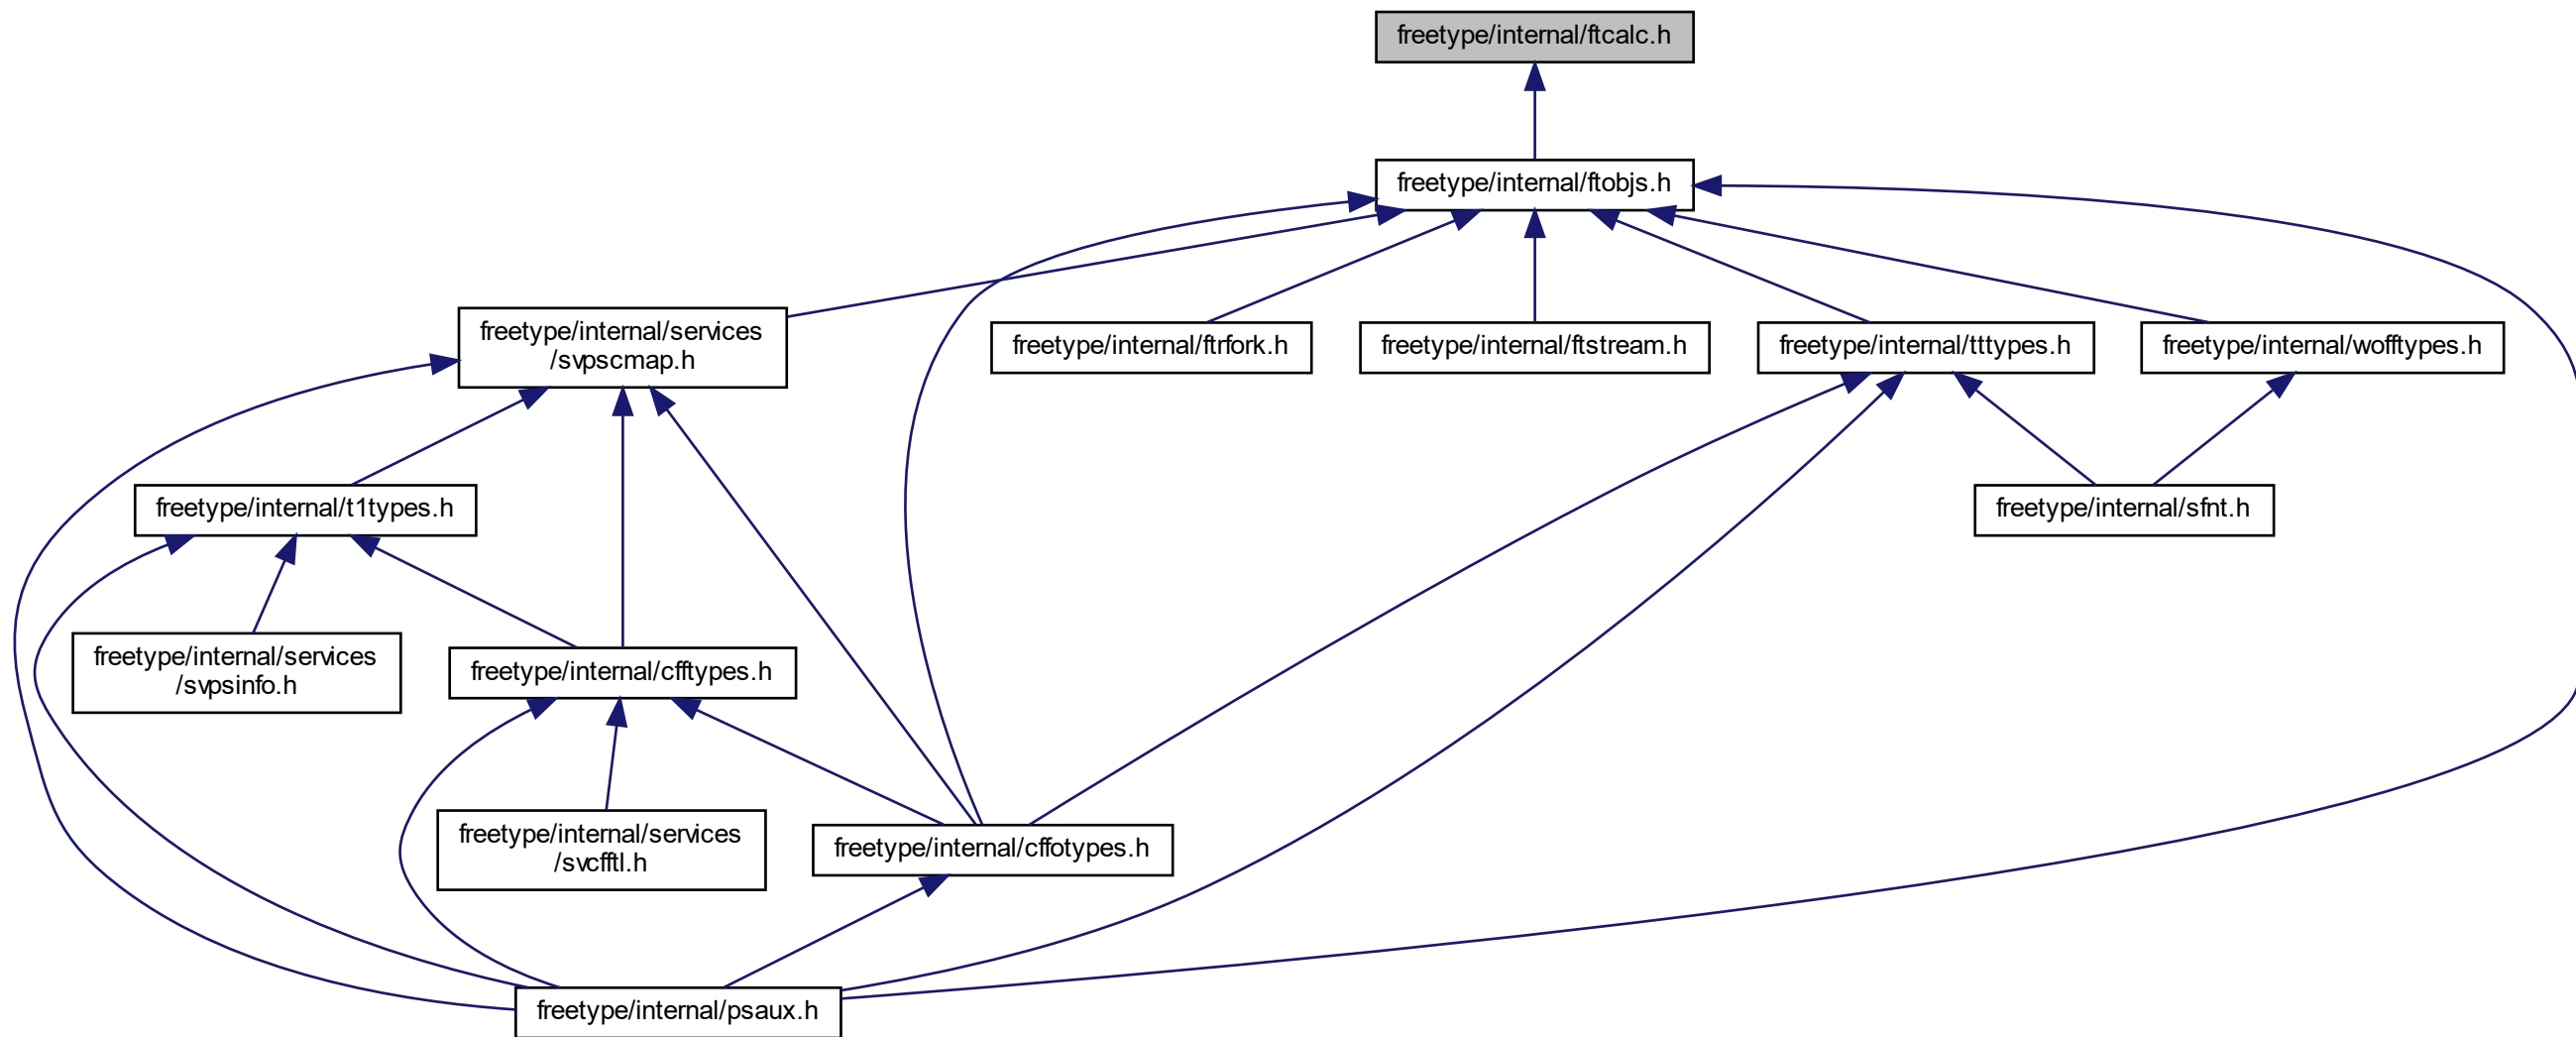 freetype/internal/ftcalc.h
freetype/internal/ftobjs.h
freetype/internal/services
/svpscmap.h
freetype/internal/ftrfork.h
freetype/internal/ftstream.h
freetype/internal/tttypes.h
freetype/internal/wofftypes.h
freetype/internal/t1types.h
freetype/internal/sfnt.h
freetype/internal/services
/svpsinfo.h
freetype/internal/cfftypes.h
freetype/internal/services
/svcfftl.h
freetype/internal/cffotypes.h
freetype/internal/psaux.h